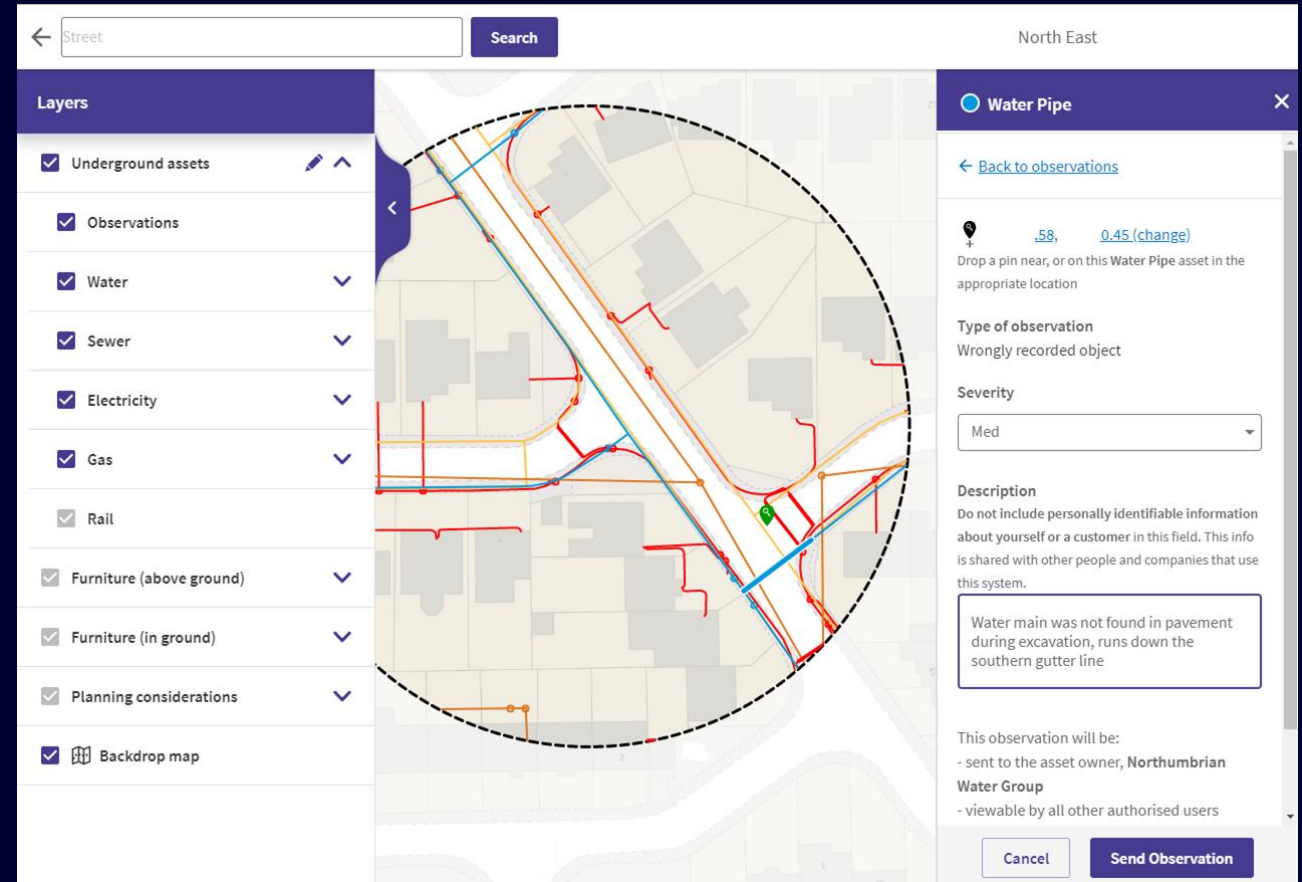 Street
Search
North East
Layers
Underground assets
Observations
Water
Sewer
Electricity
Gas
Rail
Furniture (above ground)
Furniture (in ground)
Planning considerations
Backdrop map
Water Pipe
← Back to observations
.58, 0.45 (change)
Drop a pin near, or on this Water Pipe asset in the
appropriate location
Type of observation
Wrongly recorded object
Severity
Med
Description
Do not include personally identifiable information
about yourself or a customer in this field. This info
is shared with other people and companies that use
this system.
Water main was not found in pavement
during excavation, runs down the
southern gutter line
This observation will be:
- sent to the asset owner, Northumbrian
Water Group
- viewable by all other authorised users
Cancel
Send Observation